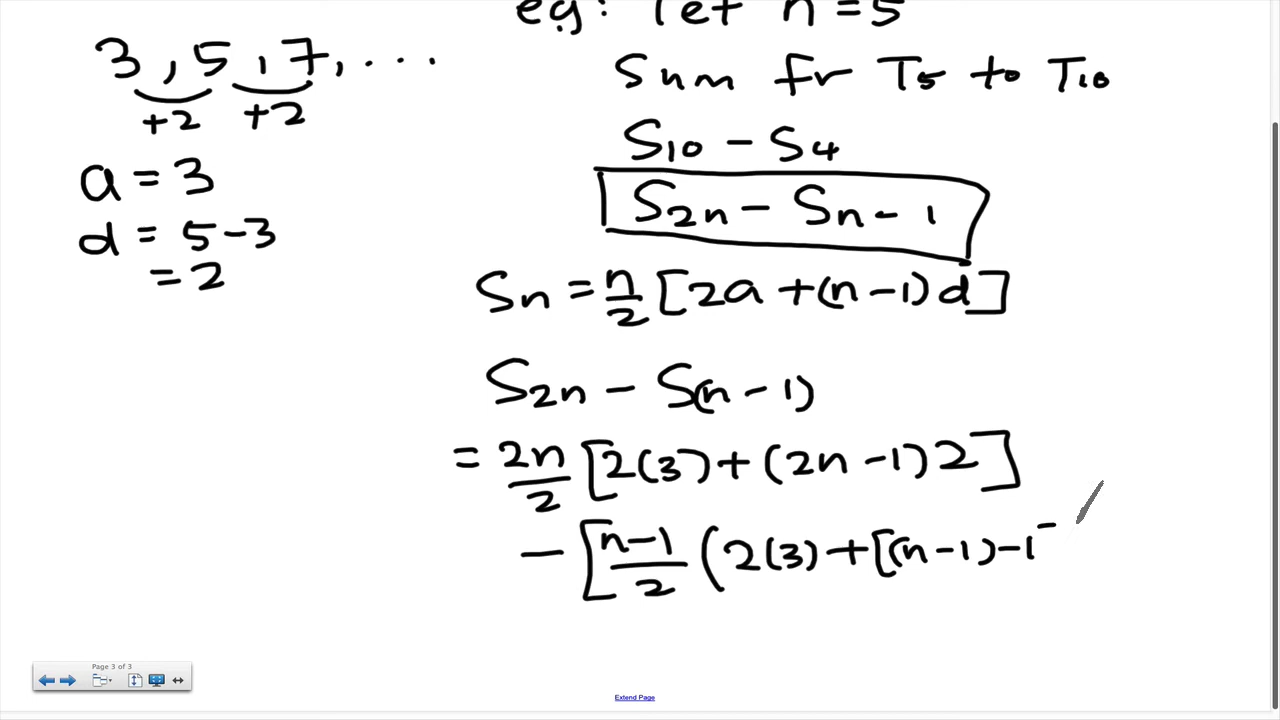 eg: let n = 5
3, 5, 7, ...
+2 +2
sum fr T5 to T10
S10 - S4
a = 3
S2n - Sn - 1
d = 5 - 3
= 2
Sn = n/2 [2a + (n - 1) d]
S2n - S(n - 1)
= 2n/2 [2(3) + (2n - 1) 2]
- [n-1/2 (2(3) + [(n - 1) - 1
Page 3 of 3
Extend Page